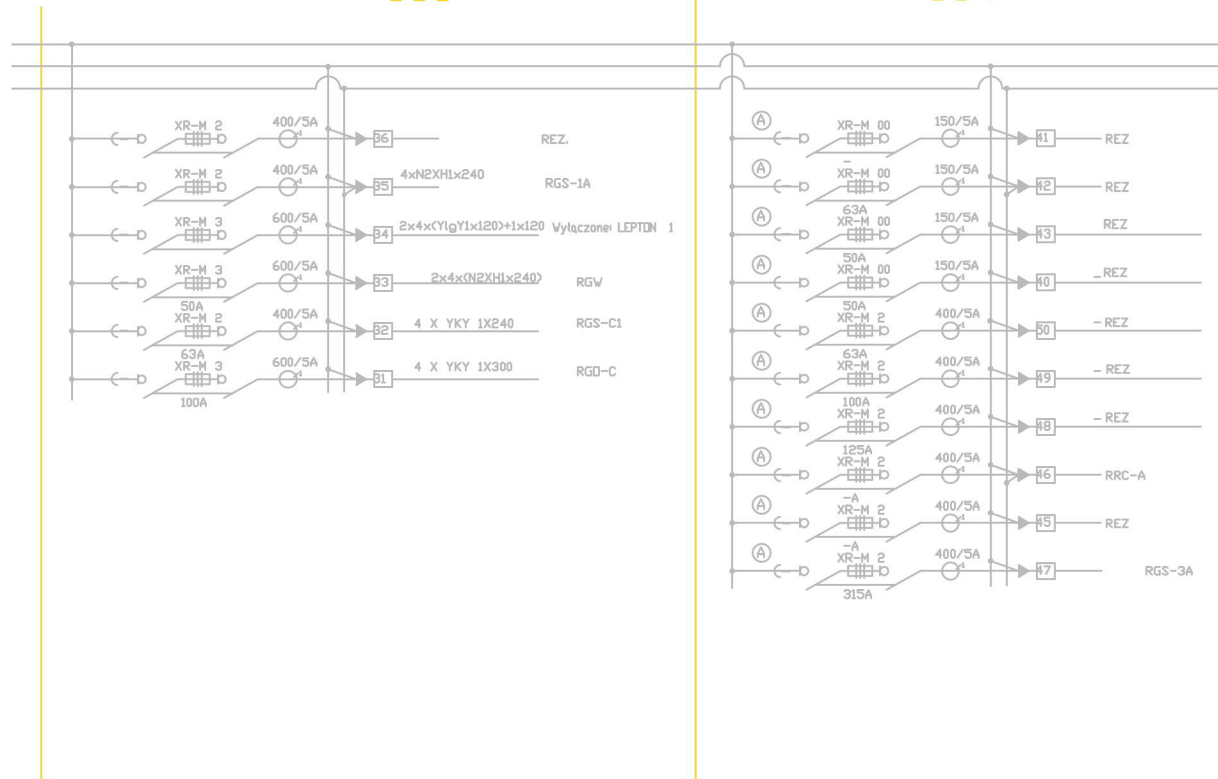 XR-M 2 400/5A 36 REZ.
XR-M 2 400/5A 35 4xN2XH1x240 RGS-1A
XR-M 3 600/5A 34 2x4x(YlgY1x120)+1x120 Wyłączone: LEPTON 1
XR-M 3 600/5A 33 2x4x(N2XH1x240) RGW
50A
XR-M 2 400/5A 32 4 X YKY 1X240 RGS-C1
63A
XR-M 3 600/5A 31 4 X YKY 1X300 RGO-C
100A
A XR-M 00 150/5A 41 REZ
-
A XR-M 00 150/5A 42 REZ
63A
A XR-M 00 150/5A 43 REZ
50A
A XR-M 00 150/5A 40 -REZ
50A
A XR-M 2 400/5A 50 - REZ
63A
A XR-M 2 400/5A 49 - REZ
100A
A XR-M 2 400/5A 48 - REZ
125A
A XR-M 2 400/5A 46 RRC-A
-A
A XR-M 2 400/5A 45 REZ
-A
A XR-M 2 400/5A 47 RGS-3A
315A